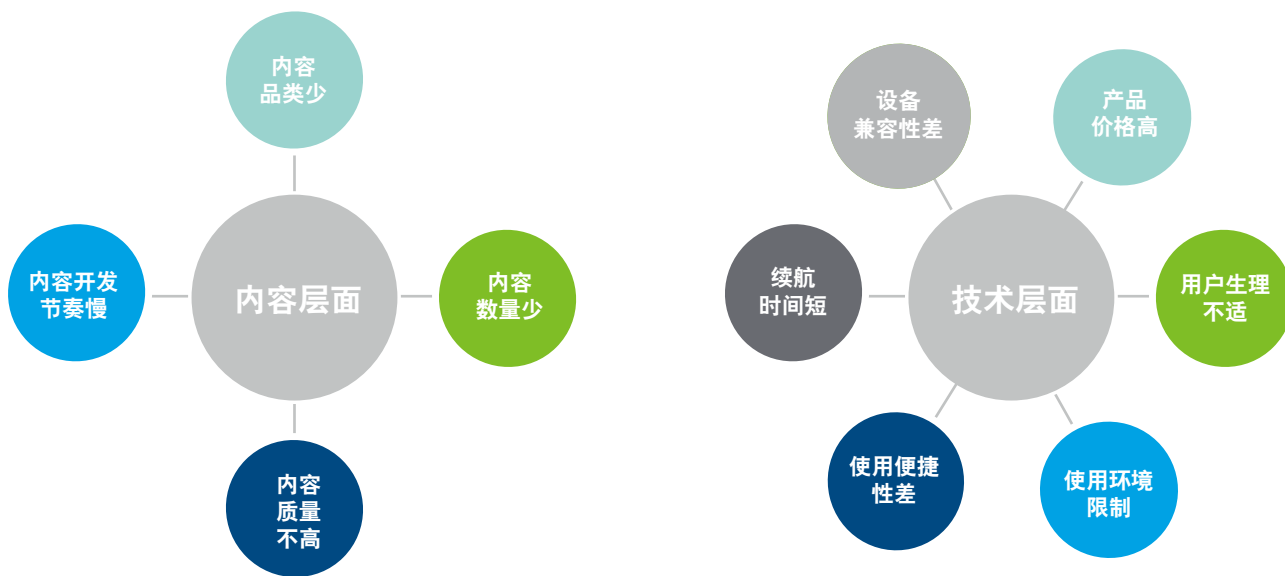 内容
品类少
内容开发
节奏慢
内容层面
内容
数量少
内容
质量
不高
设备
兼容性差
产品
价格高
续航
时间短
技术层面
用户生理
不适
使用便捷
性差
使用环境
限制